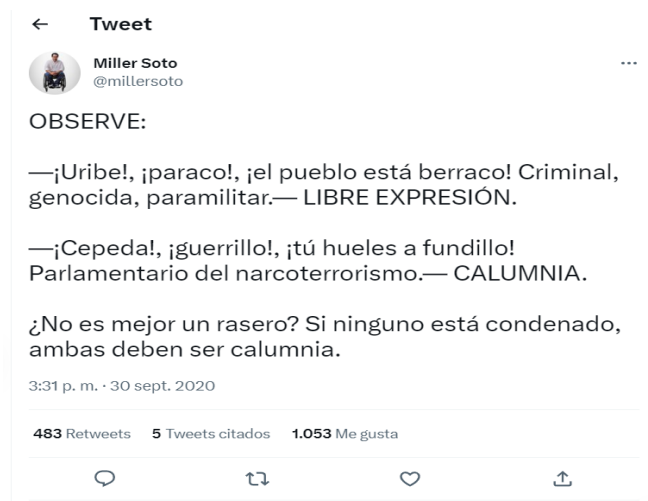 Tweet
Miller Soto
@millersoto
OBSERVE:
—¡Uribe!, ¡paraco!, ¡el pueblo está berraco! Criminal,
genocida, paramilitar.— LIBRE EXPRESIÓN.
—¡Cepeda!, ¡guerrillo!, ¡tú hueles a fundillo!
Parlamentario del narcoterrorismo.— CALUMNIA.
¿No es mejor un rasero? Si ninguno está condenado,
ambas deben ser calumnia.
3:31 p. m. · 30 sept. 2020
483 Retweets 5 Tweets citados 1.053 Me gusta